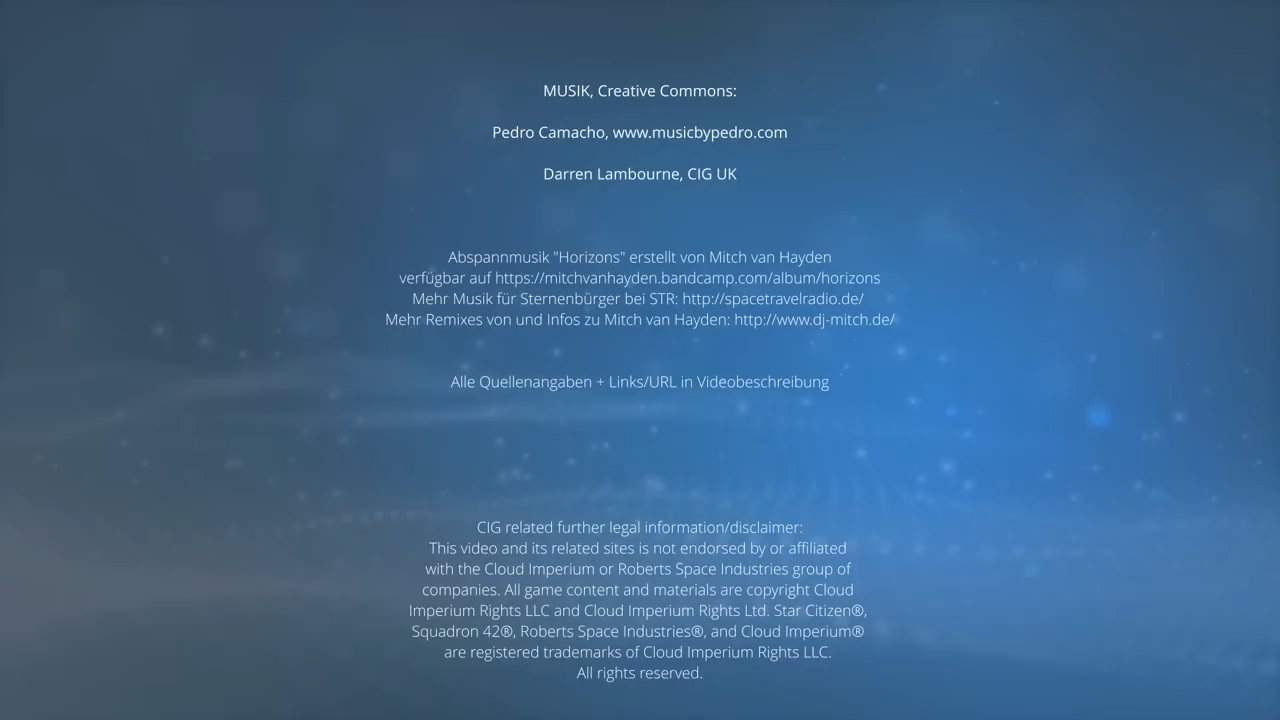 MUSIK, Creative Commons:
Pedro Camacho, www.musicbypedro.com
Darren Lambourne, CIG UK
Abspannmusik "Horizons" erstellt von Mitch van Hayden
verfügbar auf https://mitchvanhayden.bandcamp.com/album/horizons
Mehr Musik für Sternenbürger bei STR: http://spacetravelradio.de/
Mehr Remixes von und Infos zu Mitch van Hayden: http://www.dj-mitch.de/
Alle Quellenangaben + Links/URL in Videobeschreibung
CIG related further legal information/disclaimer:
This video and its related sites is not endorsed by or affiliated
with the Cloud Imperium or Roberts Space Industries group of
companies. All game content and materials are copyright Cloud
Imperium Rights LLC and Cloud Imperium Rights Ltd. Star Citizen®,
Squadron 42®, Roberts Space Industries®, and Cloud Imperium®
are registered trademarks of Cloud Imperium Rights LLC.
All rights reserved.